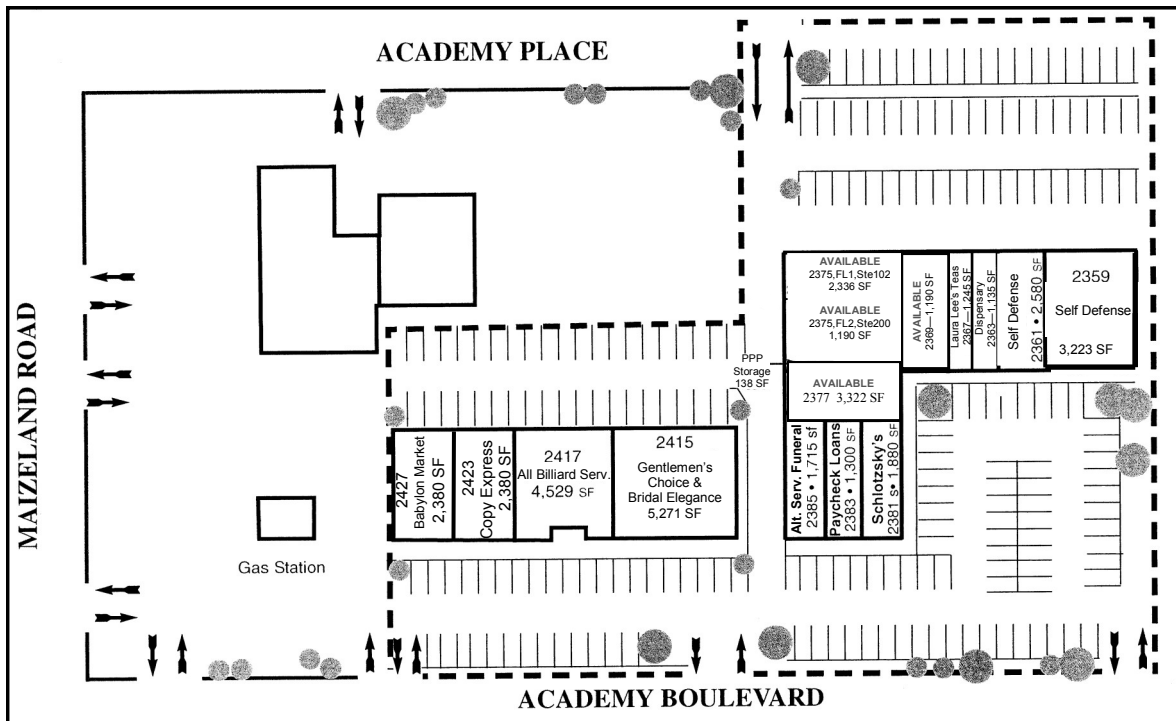 ACADEMY PLACE
MAIZELAND ROAD
AVAILABLE
2375,FL1,Ste102
2,336 SF
AVAILABLE
2375,FL2,Ste200
1,190 SF
AVAILABLE
2369—1,190 SF
Laura Lee's Teas
2367—1,245 SF
Dispensary
2363—1,135 SF
Self Defense
2361 • 2,580 SF
2359
Self Defense
3,223 SF
PPP
Storage
138 SF
AVAILABLE
2377 3,322 SF
2427
Babylon Market
2,380 SF
2423
Copy Express
2,380 SF
2417
All Billiard Serv.
4,529 SF
2415
Gentlemen's
Choice &
Bridal Elegance
5,271 SF
Alt. Serv. Funeral
2385 • 1,715 sf
Paycheck Loans
2383 • 1,300 SF
Schlotzsky's
2381 s• 1,880 SF
Gas Station
ACADEMY BOULEVARD